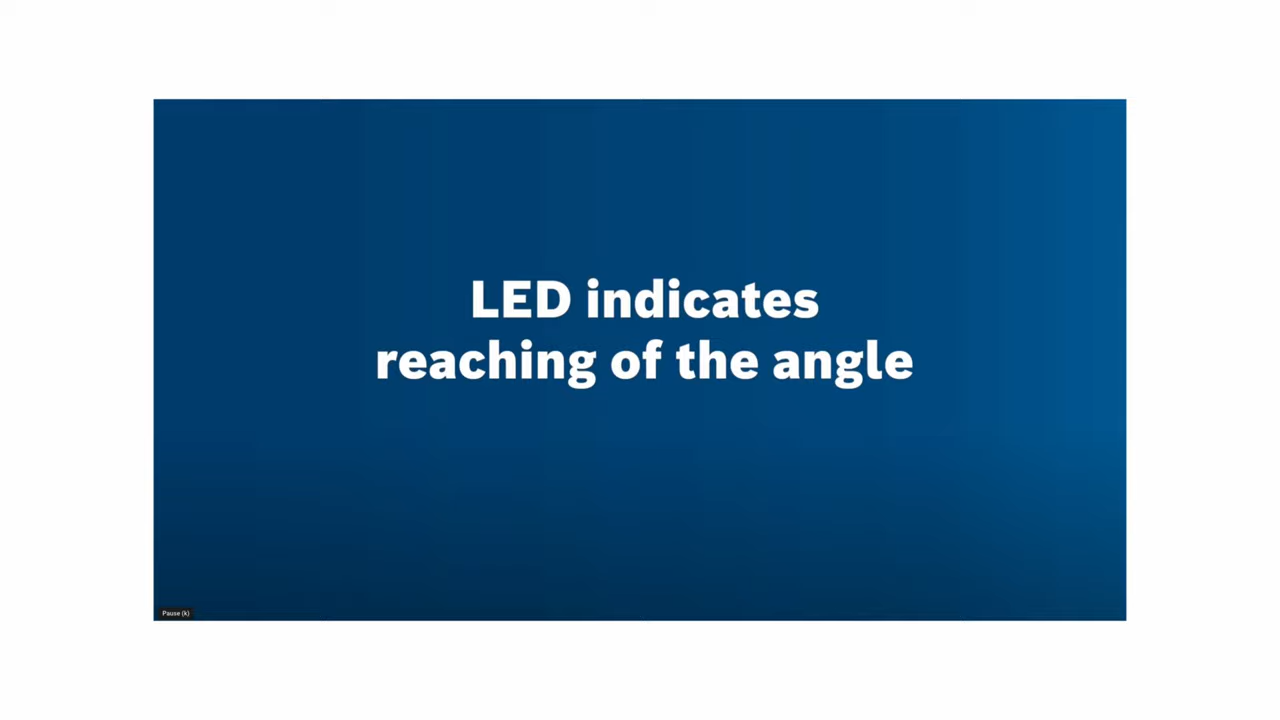 LED indicates
reaching of the angle
Pause (k)